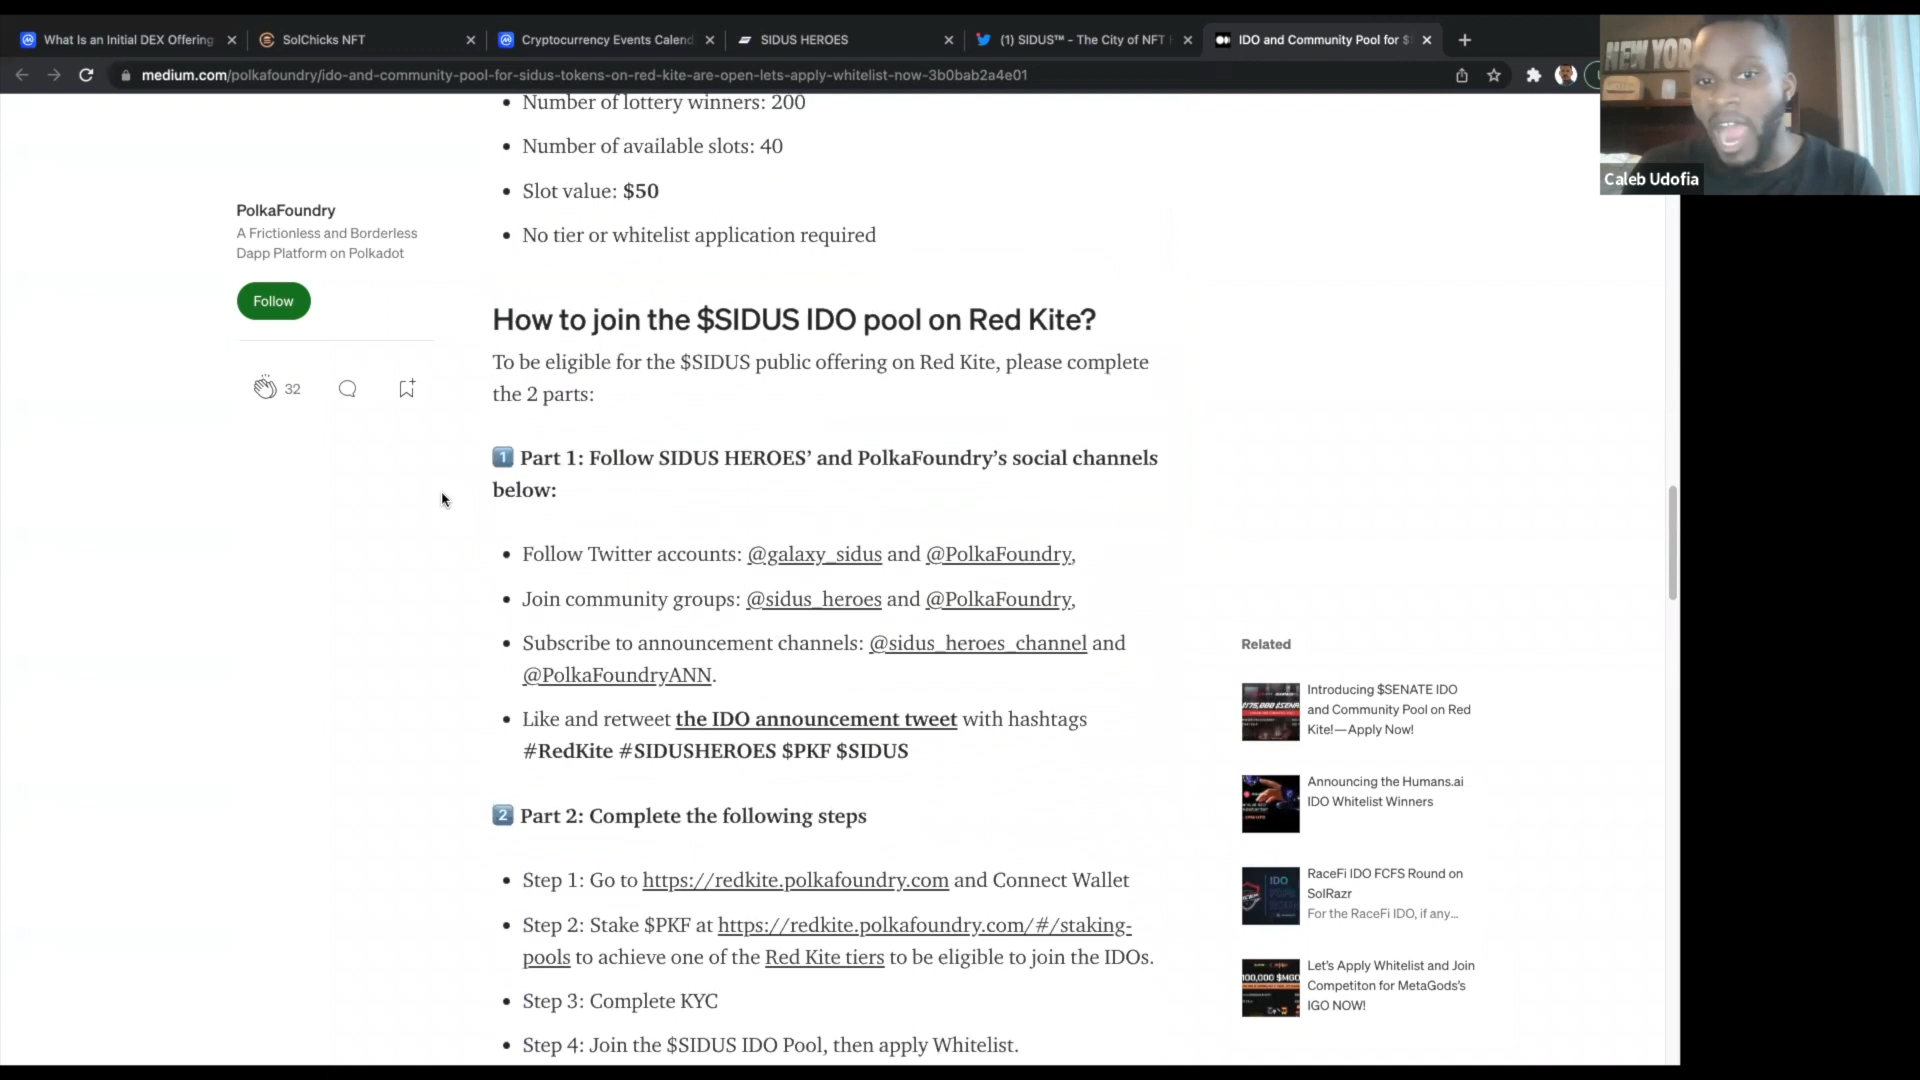 What Is an Initial DEX Offering
SolChicks NFT
Cryptocurrency Events Calend
SIDUS HEROES
(1) SIDUS™ - The City of NFT H
IDO and Community Pool for $
medium.com/polkafoundry/ido-and-community-pool-for-sidus-tokens-on-red-kite-are-open-lets-apply-whitelist-now-3b0bab2a4e01
NEW YOR
Caleb Udofia
PolkaFoundry
A Frictionless and Borderless
Dapp Platform on Polkadot
Follow
32
• Number of lottery winners: 200
• Number of available slots: 40
• Slot value: $50
• No tier or whitelist application required
How to join the $SIDUS IDO pool on Red Kite?
To be eligible for the $SIDUS public offering on Red Kite, please complete
the 2 parts:
1 Part 1: Follow SIDUS HEROES’ and PolkaFoundry’s social channels
below:
• Follow Twitter accounts: @galaxy_sidus and @PolkaFoundry,
• Join community groups: @sidus_heroes and @PolkaFoundry,
• Subscribe to announcement channels: @sidus_heroes_channel and
@PolkaFoundryANN.
• Like and retweet the IDO announcement tweet with hashtags
#RedKite #SIDUSHEROES $PKF $SIDUS
2 Part 2: Complete the following steps
• Step 1: Go to https://redkite.polkafoundry.com and Connect Wallet
• Step 2: Stake $PKF at https://redkite.polkafoundry.com/#/staking-
pools to achieve one of the Red Kite tiers to be eligible to join the IDOs.
• Step 3: Complete KYC
• Step 4: Join the $SIDUS IDO Pool, then apply Whitelist.
Related
Introducing $SENATE IDO
and Community Pool on Red
Kite!—Apply Now!
Announcing the Humans.ai
IDO Whitelist Winners
RaceFi IDO FCFS Round on
SolRazr
For the RaceFi IDO, if any...
Let’s Apply Whitelist and Join
Competiton for MetaGods’s
IGO NOW!